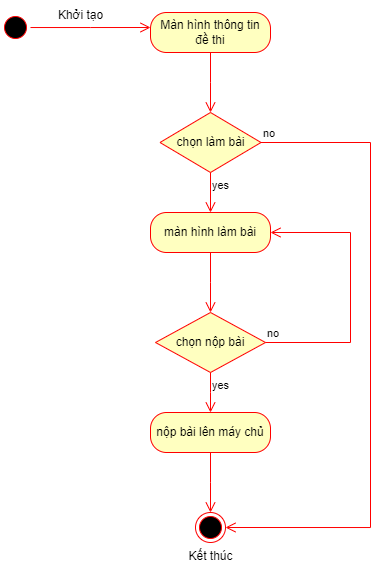 Khởi tạo
Màn hình thông tin
đề thi
chọn làm bài
no
yes
màn hình làm bài
chọn nộp bài
no
yes
nộp bài lên máy chủ
Kết thúc